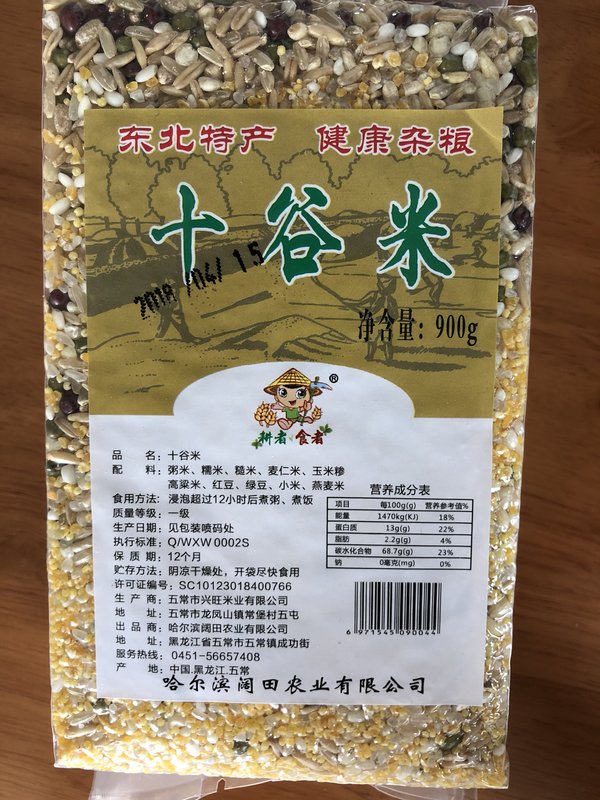 东北特产 健康杂粮
十谷米
2018/04/15
净含量: 900g
®
耕者 食者
品 名: 十谷米
配 料: 粥米、糯米、糙米、麦仁米、玉米糁
高粱米、红豆、绿豆、小米、燕麦米
食用方法: 浸泡超过12小时后煮粥、煮饭
质量等级: 一级
生产日期: 见包装喷码处
执行标准: Q/WXW 0002S
保 质 期: 12个月
贮存方法: 阴凉干燥处，开袋尽快食用
许可证编号: SC10123018400766
生 产 商: 五常市兴旺米业有限公司
地 址: 五常市龙凤山镇常堡村五屯
出 品 商: 哈尔滨阔田农业有限公司
地 址: 黑龙江省五常市五常镇成功街
服务热线: 0451-56657408
产 地: 中国.黑龙江.五常
营养成分表
项目 每100g(g) 营养参考值%
能量 1470kg(KJ) 18%
蛋白质 13g(g) 22%
脂肪 2.2g(g) 4%
碳水化合物 68.7g(g) 23%
钠 0毫克(mg) 0%
6 971545 090044
哈尔滨阔田农业有限公司